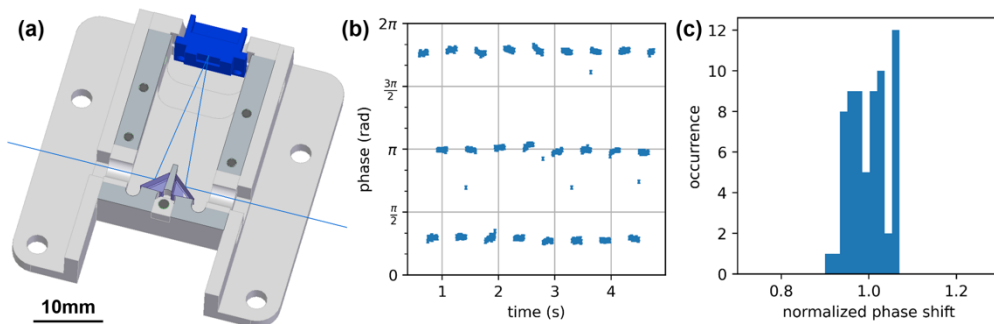 (a)
10mm
(b)
2π
3π/2
π
π/2
0
phase (rad)
1 2 3 4
time (s)
(c)
12
10
8
6
4
2
0
occurrence
0.8 1.0 1.2
normalized phase shift